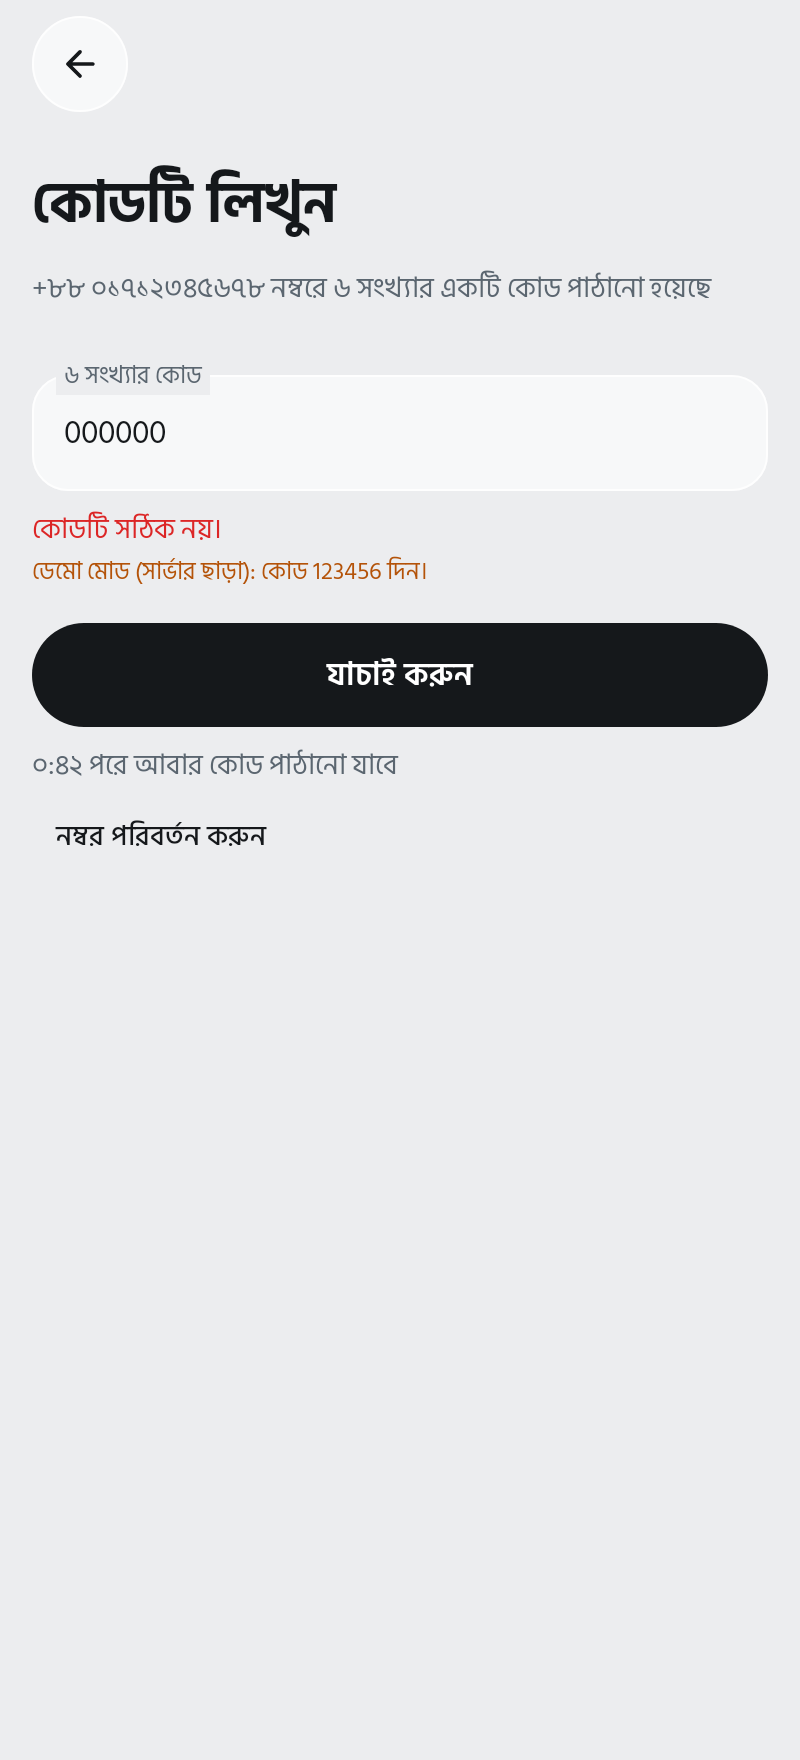 কোডটি লিখুন
+৮৮ ০১৭১২৩৪৫৬৭৮ নম্বরে ৬ সংখ্যার একটি কোড পাঠানো হয়েছে
৬ সংখ্যার কোড
000000
কোডটি সঠিক নয়।
ডেমো মোড (সার্ভার ছাড়া): কোড 123456 দিন।
যাচাই করুন
০:৪২ পরে আবার কোড পাঠানো যাবে
নম্বর পরিবর্তন করুন